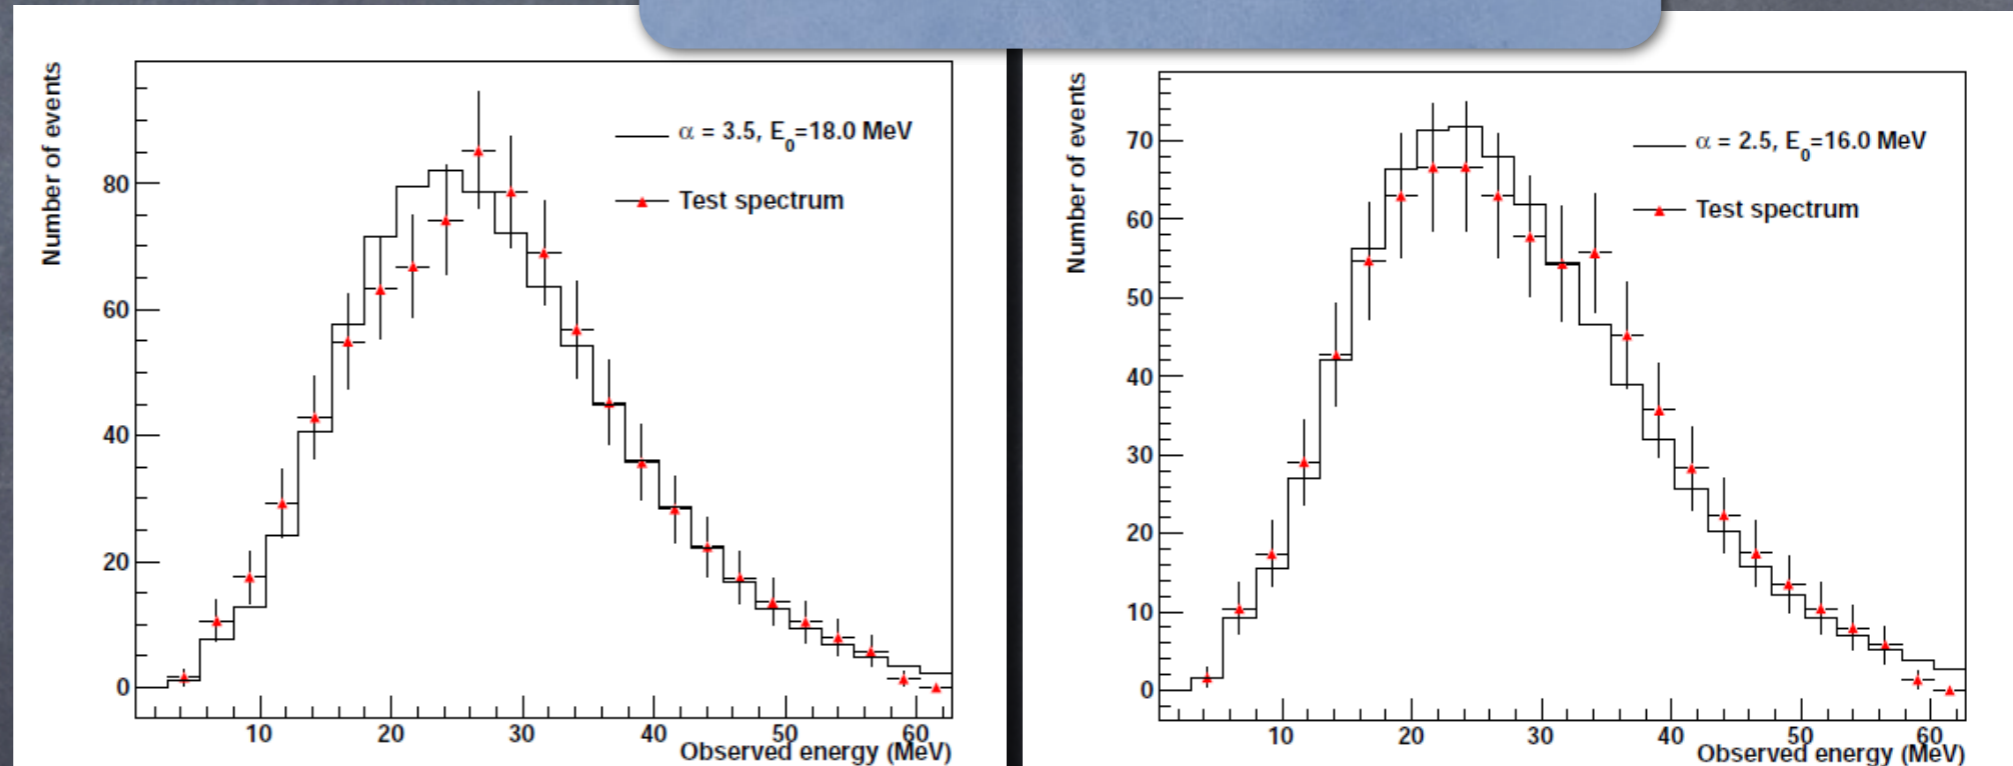 Number of events
α = 3.5, E0=18.0 MeV
Test spectrum
80
60
40
20
0
10 20 30 40 50 60
Observed energy (MeV)
Number of events
α = 2.5, E0=16.0 MeV
Test spectrum
70
60
50
40
30
20
10
0
10 20 30 40 50 60
Observed energy (MeV)